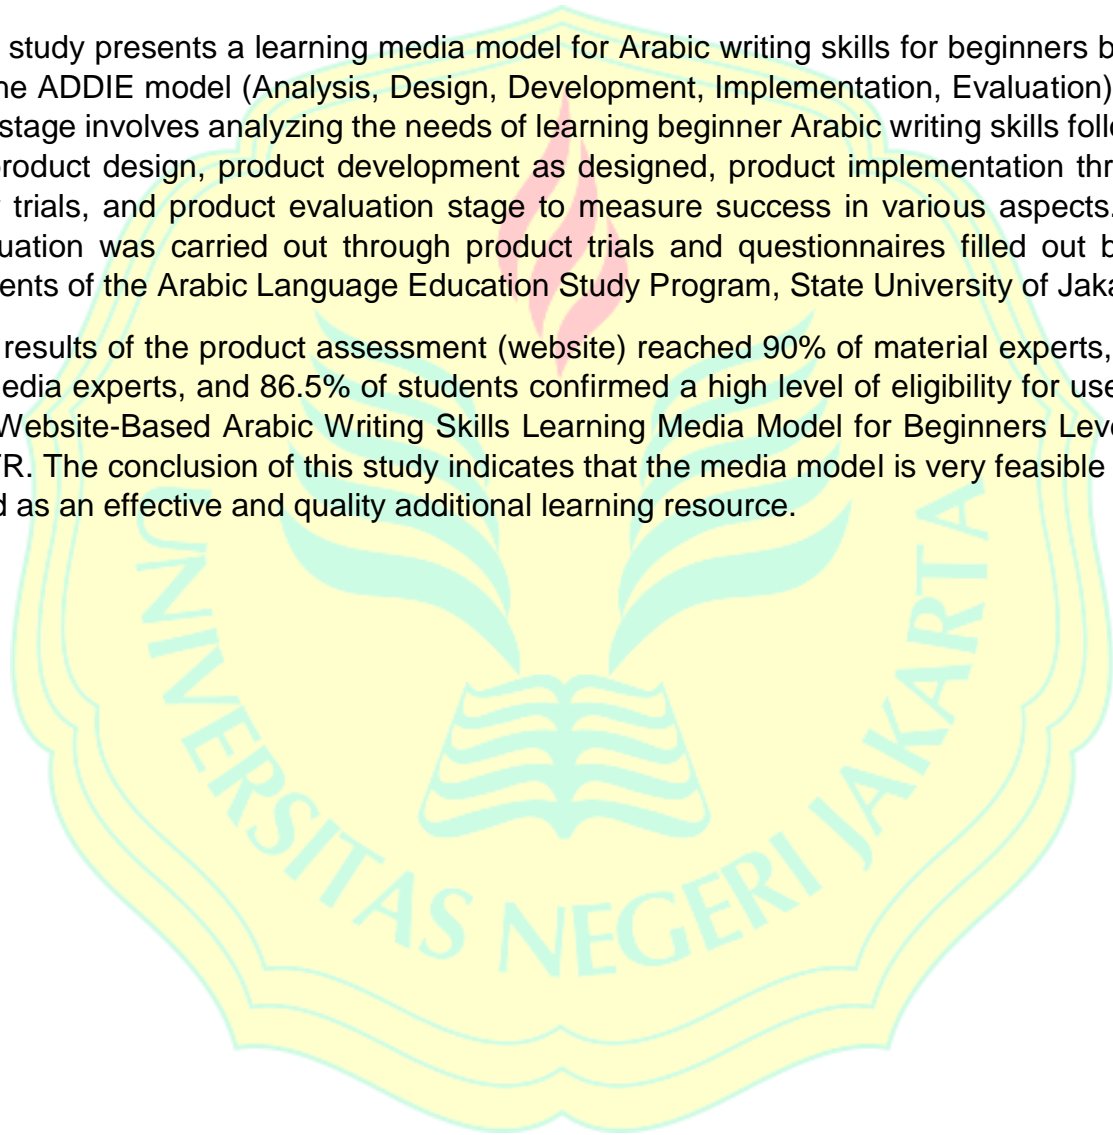 study presents a learning media model for Arabic writing skills for beginners b
ne ADDIE model (Analysis, Design, Development, Implementation, Evaluation)
stage involves analyzing the needs of learning beginner Arabic writing skills follo
roduct design, product development as designed, product implementation thr
trials, and product evaluation stage to measure success in various aspects.
uation was carried out through product trials and questionnaires filled out b
ents of the Arabic Language Education Study Program, State University of Jaka
results of the product assessment (website) reached 90% of material experts,
nedia experts, and 86.5% of students confirmed a high level of eligibility for use
Website-Based Arabic Writing Skills Learning Media Model for Beginners Leve
R. The conclusion of this study indicates that the media model is very feasible
d as an effective and quality additional learning resource.
UNIVERSITAS NEGERI JAKARTA